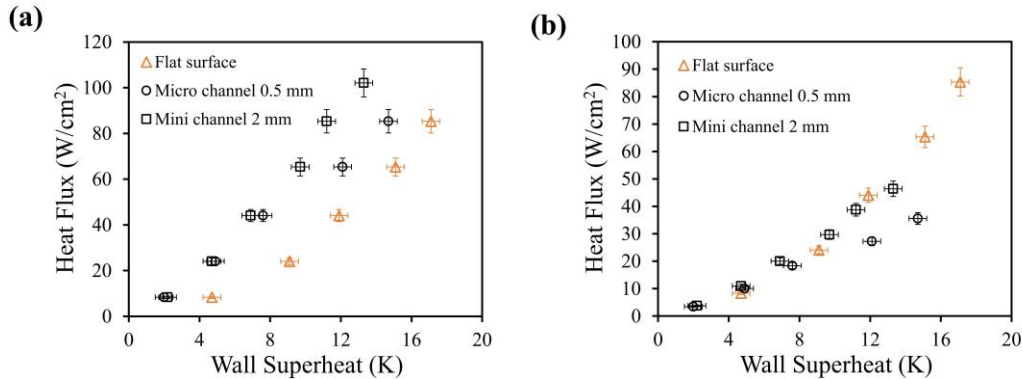 (a)
Heat Flux (W/cm²)
120
100
80
60
40
20
0
Flat surface
Micro channel 0.5 mm
Mini channel 2 mm
0 4 8 12 16 20
Wall Superheat (K)
(b)
Heat Flux (W/cm²)
100
90
80
70
60
50
40
30
20
10
0
Flat surface
Micro channel 0.5 mm
Mini channel 2 mm
0 4 8 12 16 20
Wall Superheat (K)